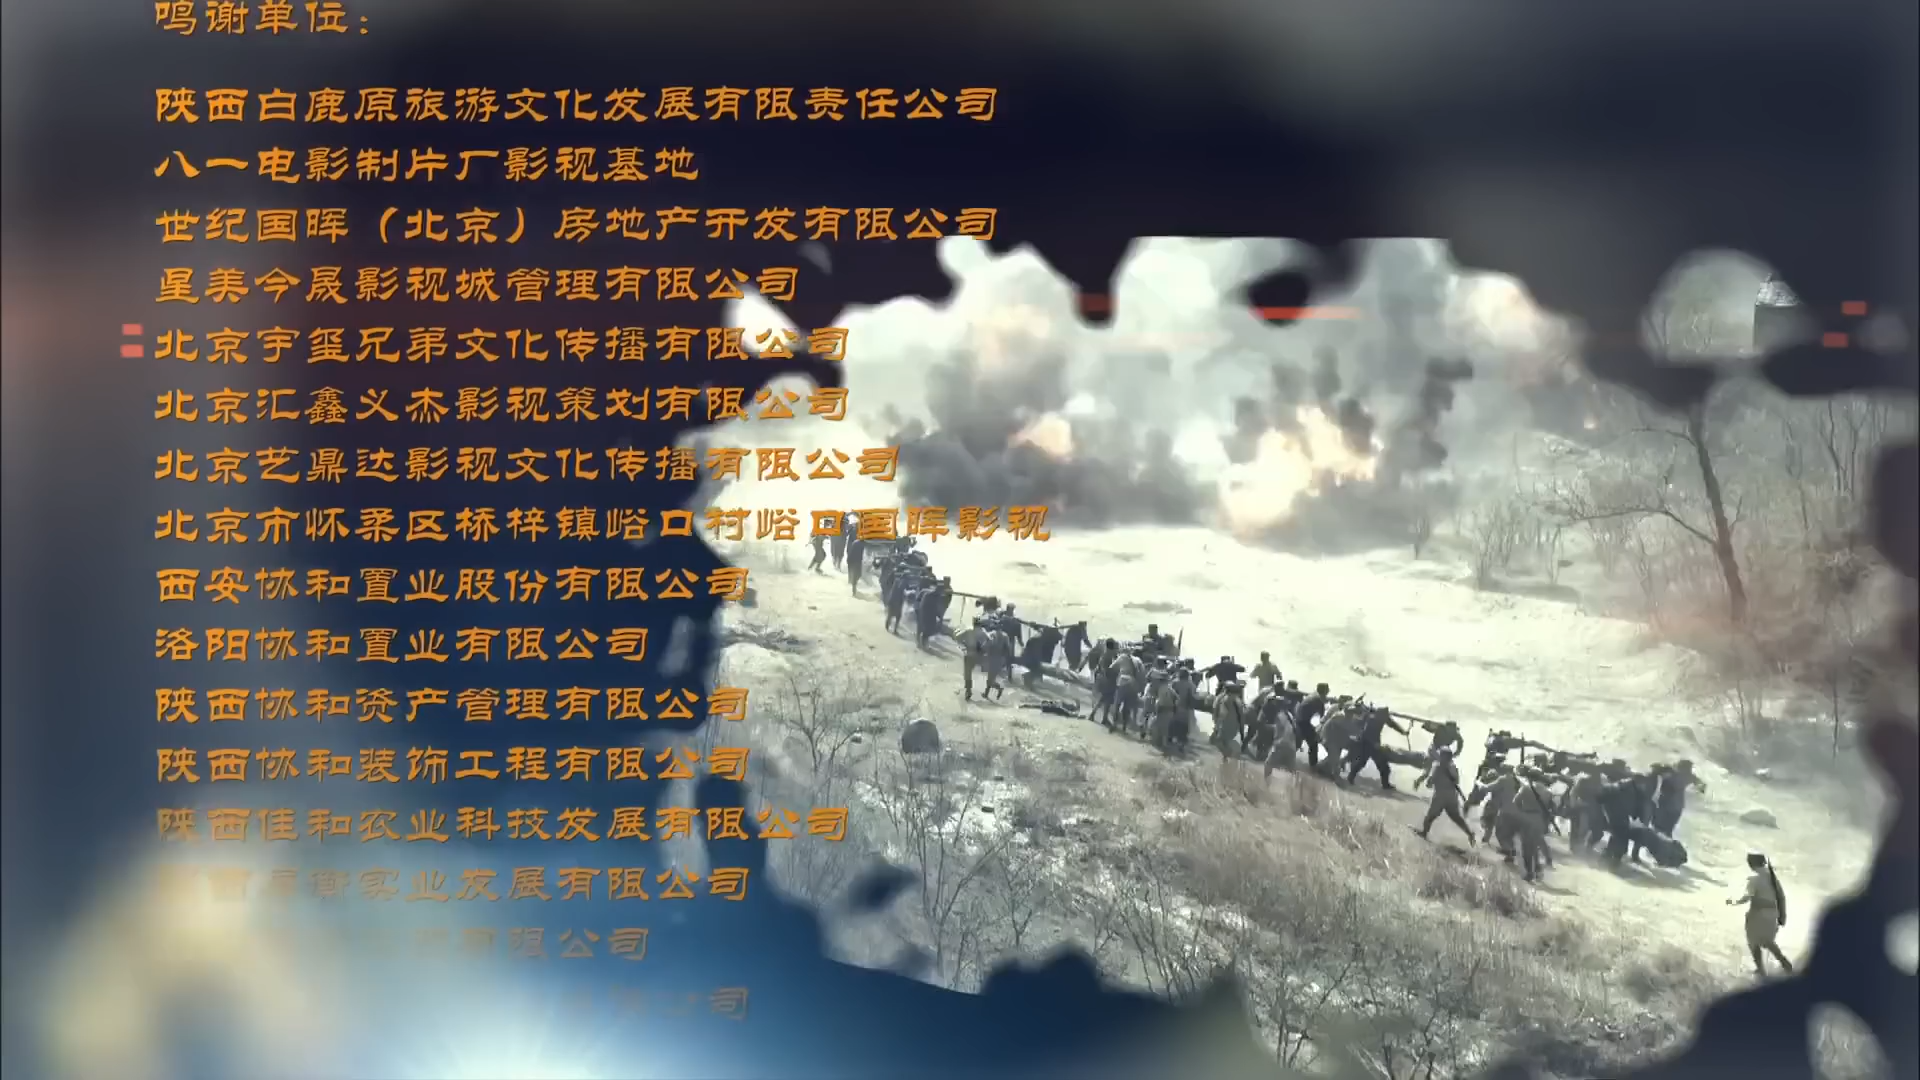 鸣谢单位：
陕西白鹿原旅游文化发展有限责任公司
八一电影制片厂影视基地
世纪国晖（北京）房地产开发有限公司
星美今晟影视城管理有限公司
北京宇玺兄弟文化传播有限公司
北京汇鑫义杰影视策划有限公司
北京艺鼎达影视文化传播有限公司
北京市怀柔区桥梓镇峪口村峪口国晖影视
西安协和置业股份有限公司
洛阳协和置业有限公司
陕西协和资产管理有限公司
陕西协和装饰工程有限公司
陕西佳和农业科技发展有限公司
西 衡实业发展有限公司
有限公司
公司